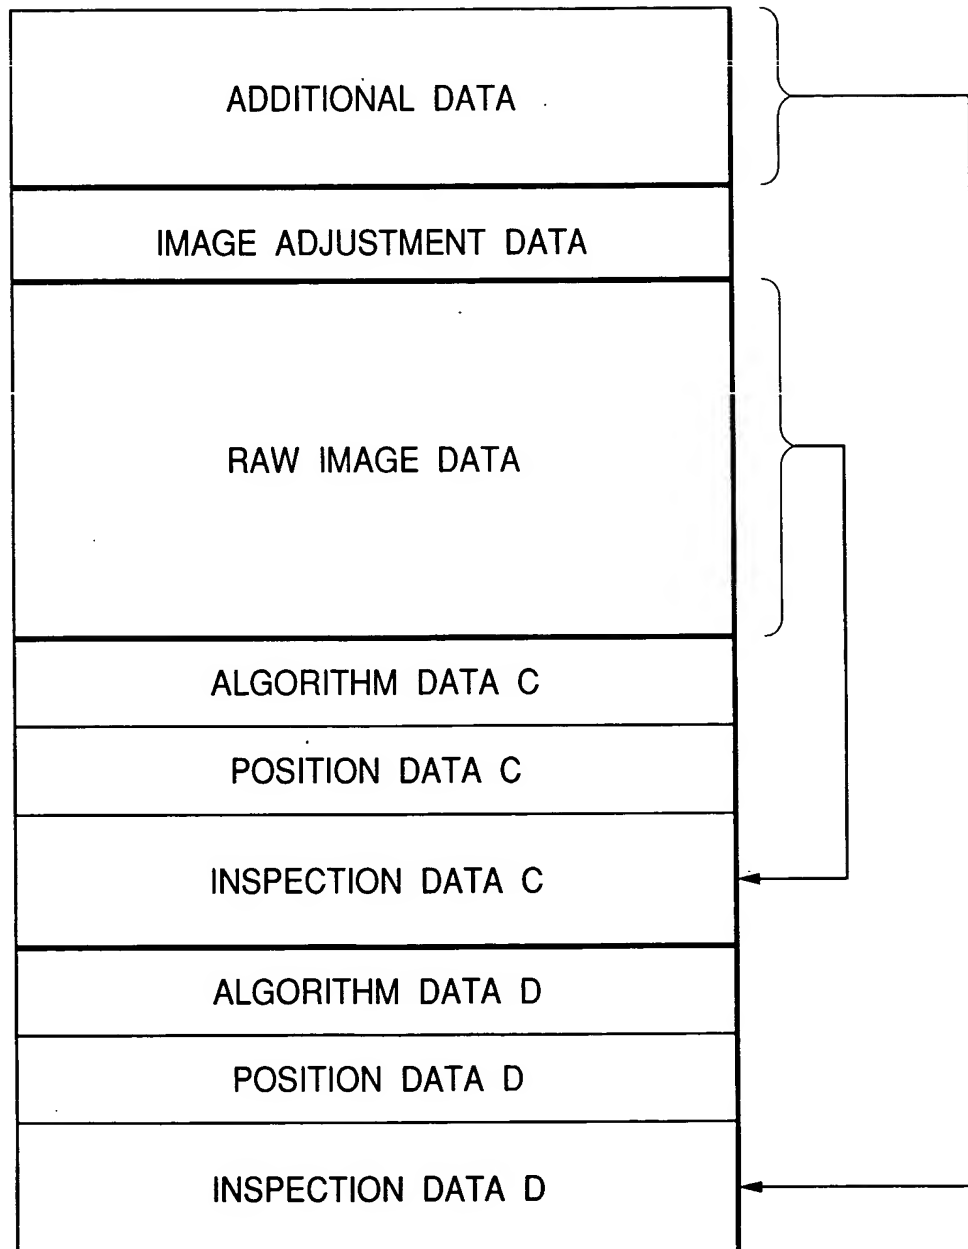 ADDITIONAL DATA
IMAGE ADJUSTMENT DATA
RAW IMAGE DATA
ALGORITHM DATA C
POSITION DATA C
INSPECTION DATA C
ALGORITHM DATA D
POSITION DATA D
INSPECTION DATA D